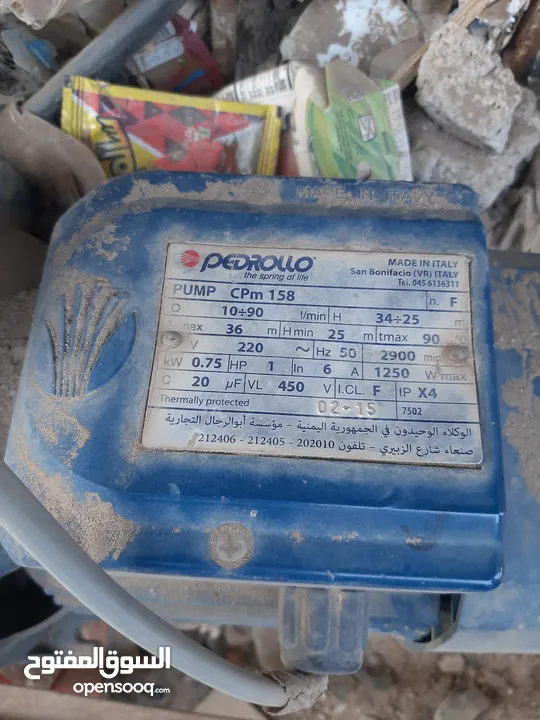 MADE IN ITALY
PEDROLLO
...the spring of life
MADE IN ITALY
San Bonifacio (VR) ITALY
Tel. 045 6136311
PUMP CPm 158 n. F
Q 10÷90 l/min H 34÷25 m
max 36 m H min 25 m tmax 90 °C
V 220 ~ Hz 50 2900 min
kW 0.75 HP 1 In 6 A 1250 W max
C 20 µF VL 450 V I.CL. F IP X4
Thermally protected 02-15 7502
الوكلاء الوحيدون في الجمهورية اليمنية - مؤسسة أبوالرجال التجارية
صنعاء شارع الزبيري - تلفون 202010 - 212405 - 212406
السوق المفتوح
opensooq.com